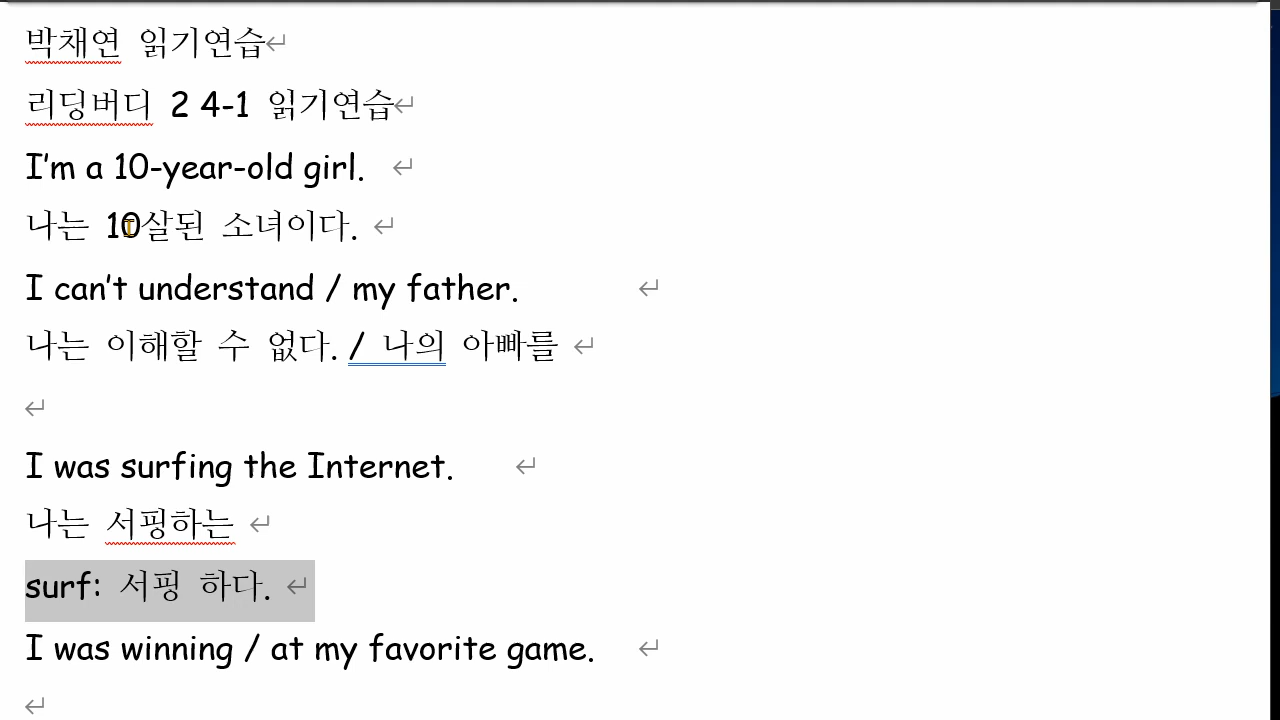 박채연 읽기연습
리딩버디 2 4-1 읽기연습
I'm a 10-year-old girl.
나는 10살된 소녀이다.
I can't understand / my father.
나는 이해할 수 없다. / 나의 아빠를
I was surfing the Internet.
나는 서핑하는
surf: 서핑 하다.
I was winning / at my favorite game.